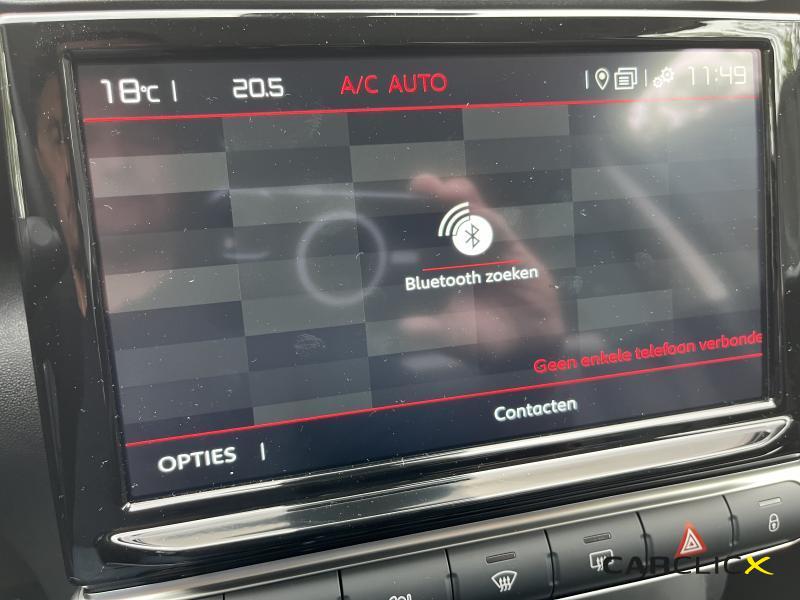 18°C 20.5 A/C AUTO 11:49
Bluetooth zoeken
Geen enkele telefoon verbonde
Contacten
OPTIES
CARCLICX